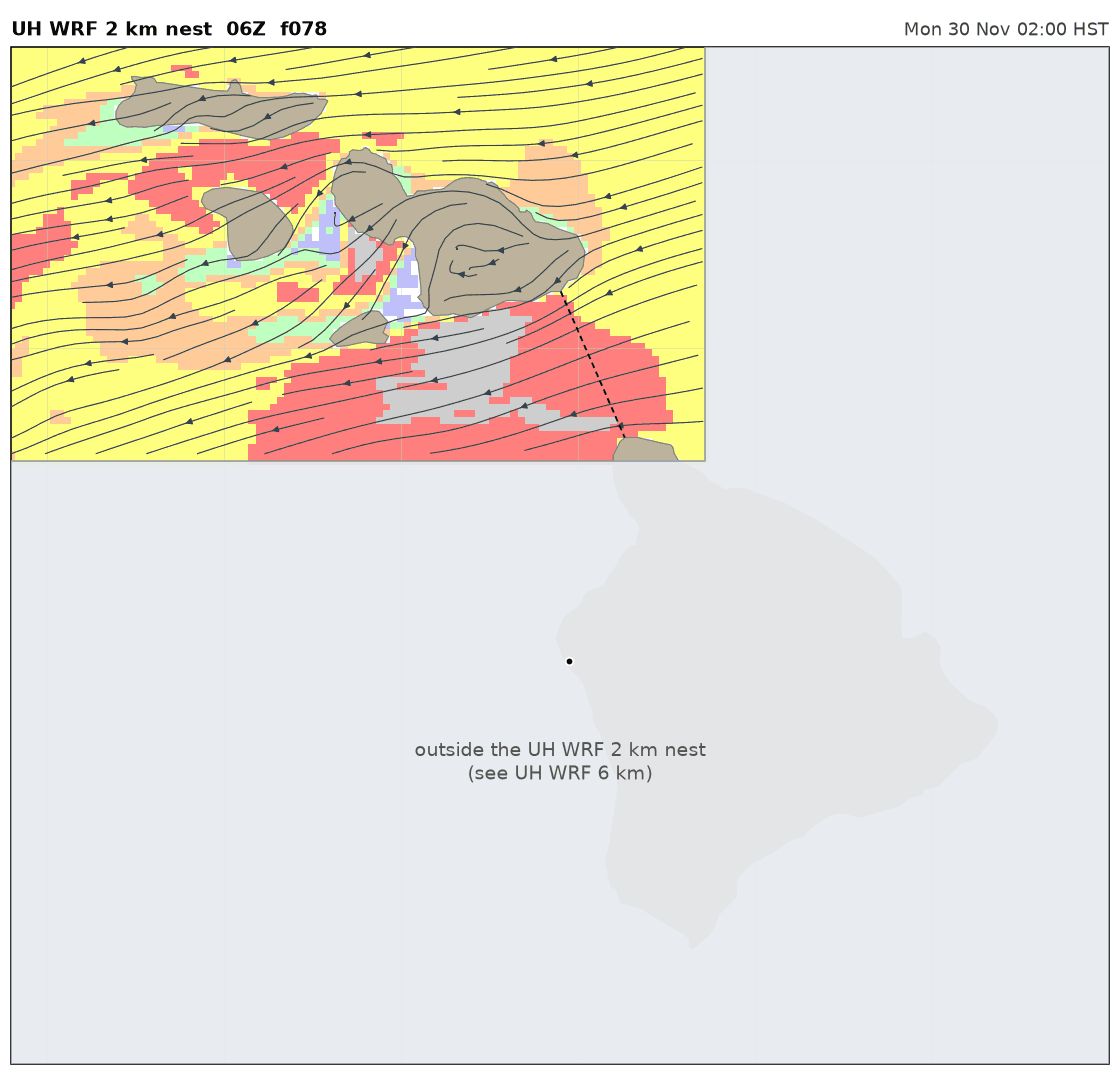 UH WRF 2 km nest  06Z  f078
Mon 30 Nov 02:00 HST
outside the UH WRF 2 km nest
(see UH WRF 6 km)